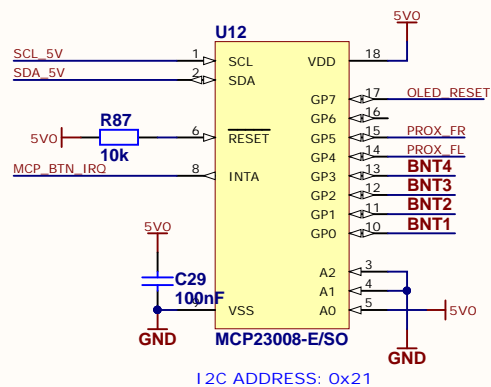 U12
5V0
SCL_5V
1
SCL
VDD
18
SDA_5V
2
SDA
GP7
17
OLED_RESET
GP6
16
R87
5V0
10k
6
RESET
GP5
15
PROX_FR
GP4
14
PROX_FL
MCP_BTN_IRQ
8
INTA
GP3
13
BNT4
GP2
12
BNT3
GP1
11
BNT2
GP0
10
BNT1
5V0
A2
3
C29
100nF
A1
4
9
VSS
A0
5
5V0
GND
MCP23008-E/SO
GND
I2C ADDRESS: 0x21